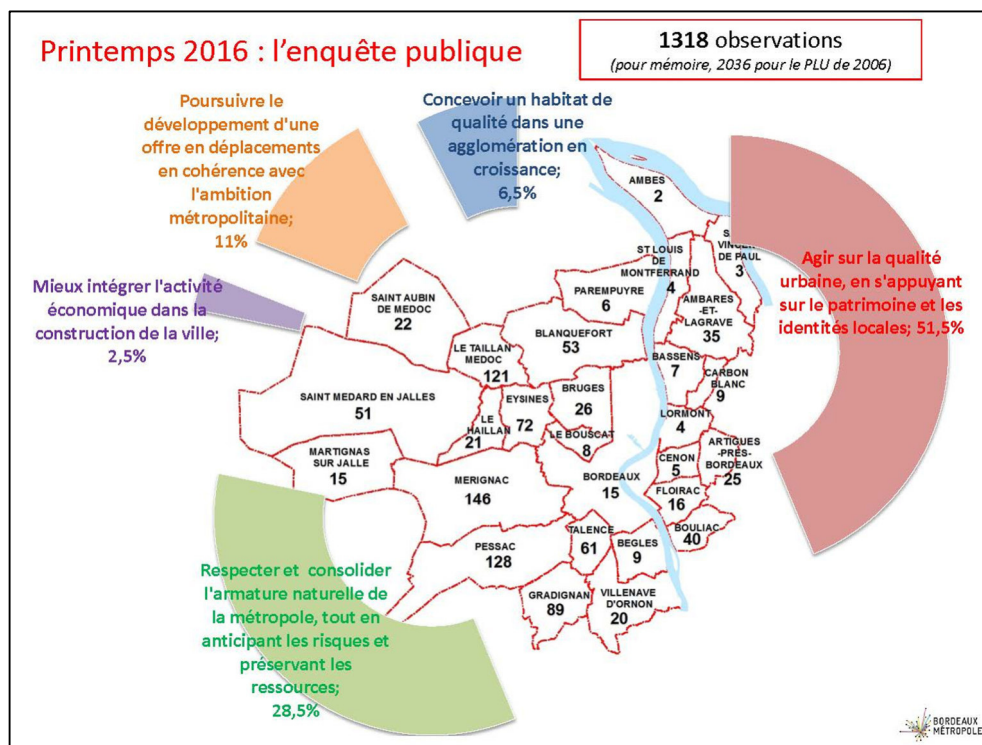 Printemps 2016 : l'enquête publique
1318 observations
(pour mémoire, 2036 pour le PLU de 2006)
Poursuivre le
développement d'une
offre en déplacements
en cohérence avec
l'ambition
métropolitaine;
11%
Concevoir un habitat de
qualité dans une
agglomération en
croissance;
6,5%
Mieux intégrer l'activité
économique dans la
construction de la ville;
2,5%
Agir sur la qualité
urbaine, en s'appuyant
sur le patrimoine et les
identités locales; 51,5%
Respecter et consolider
l'armature naturelle de
la métropole, tout en
anticipant les risques et
préservant les
ressources;
28,5%
AMBES
2
DE PAUL
3
ST LOUIS
DE
MONTFERRAND
4
PAREMPUYRE
6
AMBARES
-ET-
LAGRAVE
35
SAINT AUBIN
DE MEDOC
22
BLANQUEFORT
53
LE TAILLAN
MEDOC
121
BASSENS
7
CARBON
BLANC
9
SAINT MEDARD EN JALLES
51
EYSINES
72
BRUGES
26
LE
HAILLAN
21
LE BOUSCAT
8
LORMONT
4
MARTIGNAS
SUR JALLE
15
CENON
5
ARTIGUES
-PRÈS-
BORDEAUX
25
MERIGNAC
146
BORDEAUX
15
FLOIRAC
16
BOULIAC
40
PESSAC
128
TALENCE
61
BEGLES
9
GRADIGNAN
89
VILLENAVE
D'ORNON
20
BORDEAUX
MÉTROPOLE